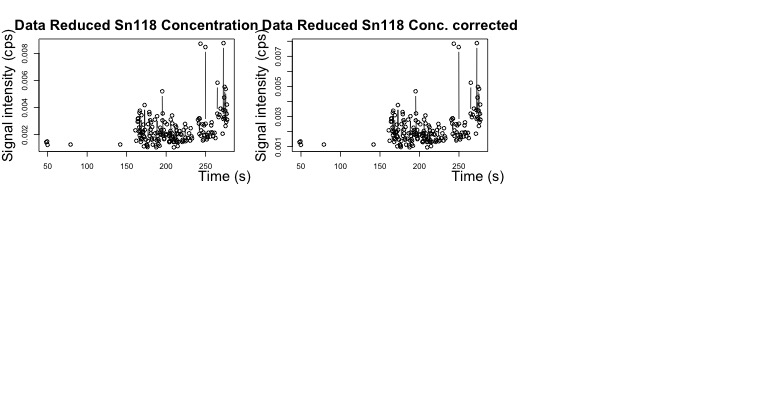 Data Reduced Sn118 Concentration
Signal intensity (cps)
0.002 0.004 0.006 0.008
50 100 150 200 250
Time (s)
Data Reduced Sn118 Conc. corrected
Signal intensity (cps)
0.001 0.003 0.005 0.007
50 100 150 200 250
Time (s)